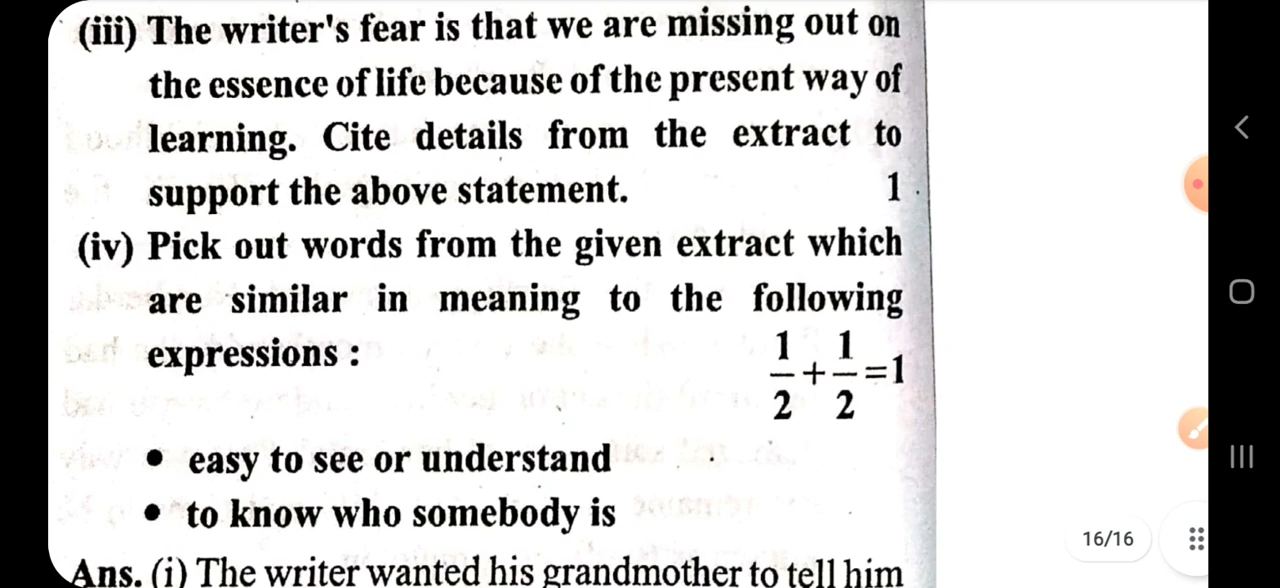 (iii) The writer's fear is that we are missing out on
the essence of life because of the present way of
learning. Cite details from the extract to
support the above statement. 1
(iv) Pick out words from the given extract which
are similar in meaning to the following
expressions : 1/2+1/2=1
• easy to see or understand
• to know who somebody is
Ans. (i) The writer wanted his grandmother to tell him
16/16